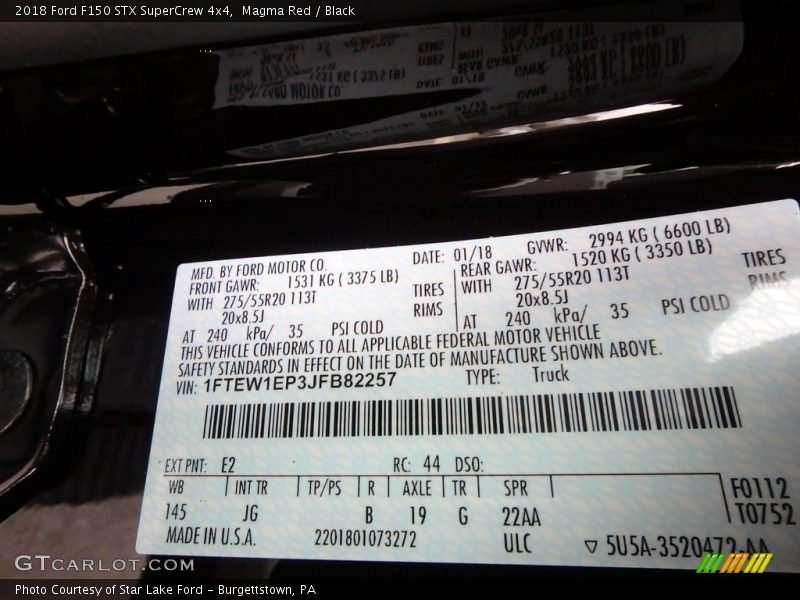 2018 Ford F150 STX SuperCrew 4x4, Magma Red / Black
MFD. BY FORD MOTOR CO.
DATE: 01/18
GVWR: 2994 KG ( 6600 LB)
FRONT GAWR: 1531 KG ( 3375 LB)
REAR GAWR: 1520 KG ( 3350 LB)
WITH 275/55R20 113T TIRES
WITH 275/55R20 113T TIRES
20x8.5J RIMS
20x8.5J RIMS
AT 240 kPa/ 35 PSI COLD
AT 240 kPa/ 35 PSI COLD
THIS VEHICLE CONFORMS TO ALL APPLICABLE FEDERAL MOTOR VEHICLE
SAFETY STANDARDS IN EFFECT ON THE DATE OF MANUFACTURE SHOWN ABOVE.
VIN: 1FTEW1EP3JFB82257 TYPE: Truck
EXT PNT: E2 RC: 44 DSO:
WB INT TR TP/PS R AXLE TR SPR
F0112
145 JG B 19 G 22AA
T0752
MADE IN U.S.A. 2201801073272 ULC ▽ 5U5A-3520472-AA
GTCARLOT.COM
Photo Courtesy of Star Lake Ford - Burgettstown, PA